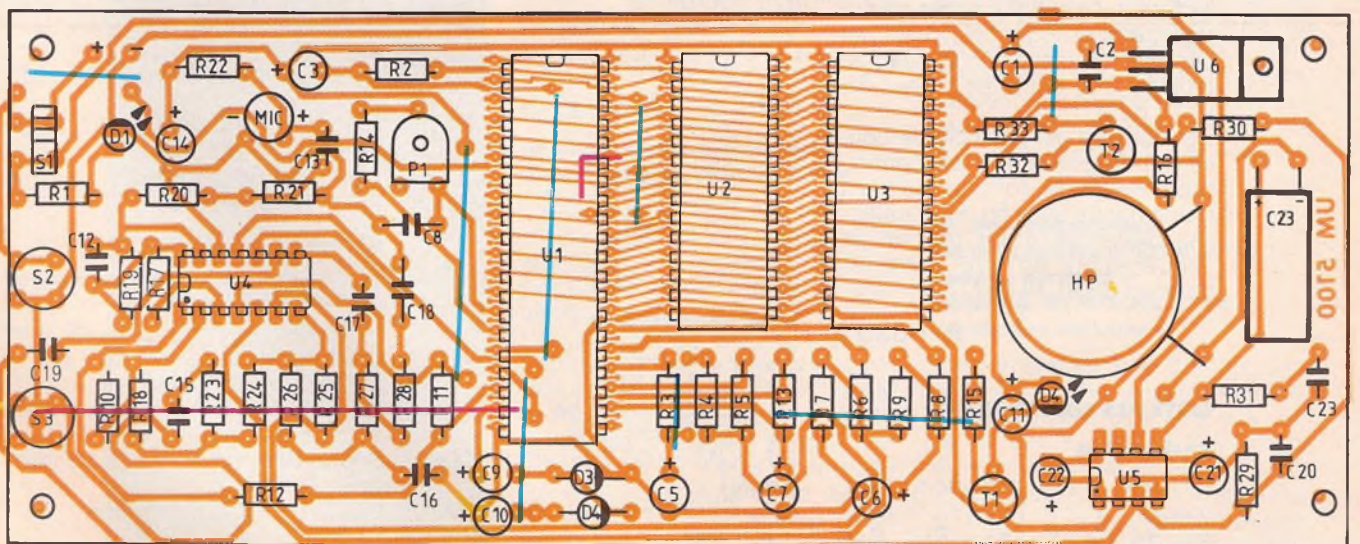 + -
R22
C3
R2
C1
C2
U6
S1
D1
C14
MIC
C13
R14
P1
R33
R32
T2
R16
R30
R1
R20
R21
C8
U1
U2
U3
C23
UM 5100
C12
S2
R19
R17
U4
C17
C18
HP
C19
S3
R10
R18
C15
R23
R24
R26
R25
R27
R28
R11
R3
R4
R5
R13
R7
R6
R9
R8
R15
C11
D4
R31
C23
R12
C16
C9
C10
D3
D4
C5
C7
C6
T1
C22
U5
C21
R29
C20